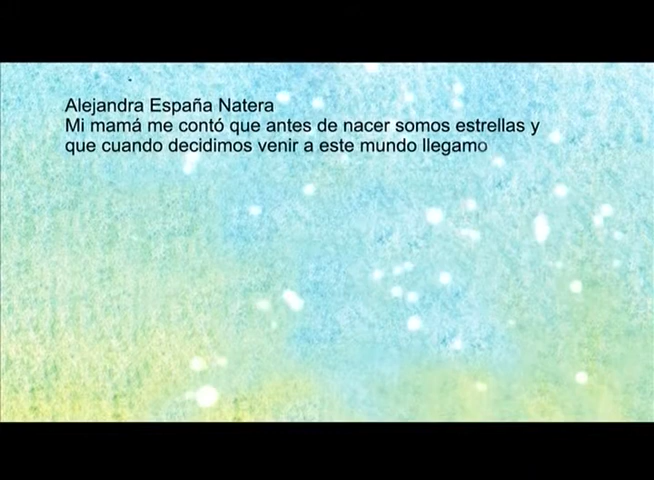 Alejandra España Natera
Mi mamá me contó que antes de nacer somos estrellas y
que cuando decidimos venir a este mundo llegamo